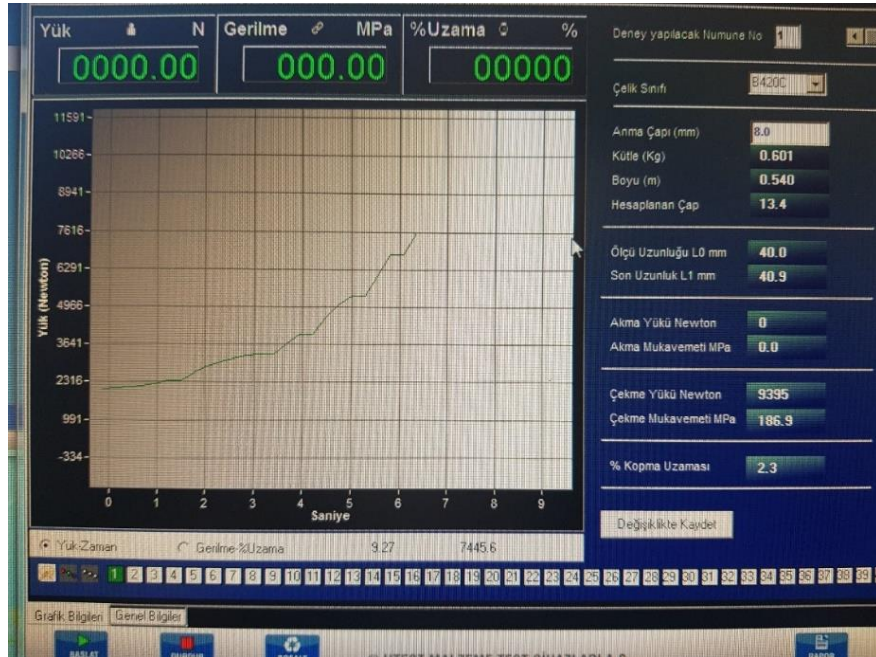 Yük N Gerilme MPa %Uzama %
0000.00 000.00 00000
Deney yapılacak Numune No 1
Çelik Sınıfı B420C
Anma Çapı (mm) 8.0
Kütle (Kg) 0.601
Boyu (m) 0.540
Hesaplanan Çap 13.4
Ölçü Uzunluğu L0 mm 40.0
Son Uzunluk L1 mm 40.9
Akma Yükü Newton 0
Akma Mukavemeti MPa 0.0
Çekme Yükü Newton 9395
Çekme Mukavemeti MPa 186.9
% Kopma Uzaması 2.3
Değişiklikte Kaydet
Yük (Newton)
11591
10266
8941
7616
6291
4966
3641
2316
991
-334
0 1 2 3 4 5 6 7 8 9
Saniye
Yük-Zaman Gerilme-%Uzama 9.27 7445.6
1 2 3 4 5 6 7 8 9 10 11 12 13 14 15 16 17 18 19 20 21 22 23 24 25 26 27 28 29 30 31 32 33 34 35 36 37 38 39
Grafik Bilgileri Genel Bilgiler
BAŞLAT DURDUR RAPOR